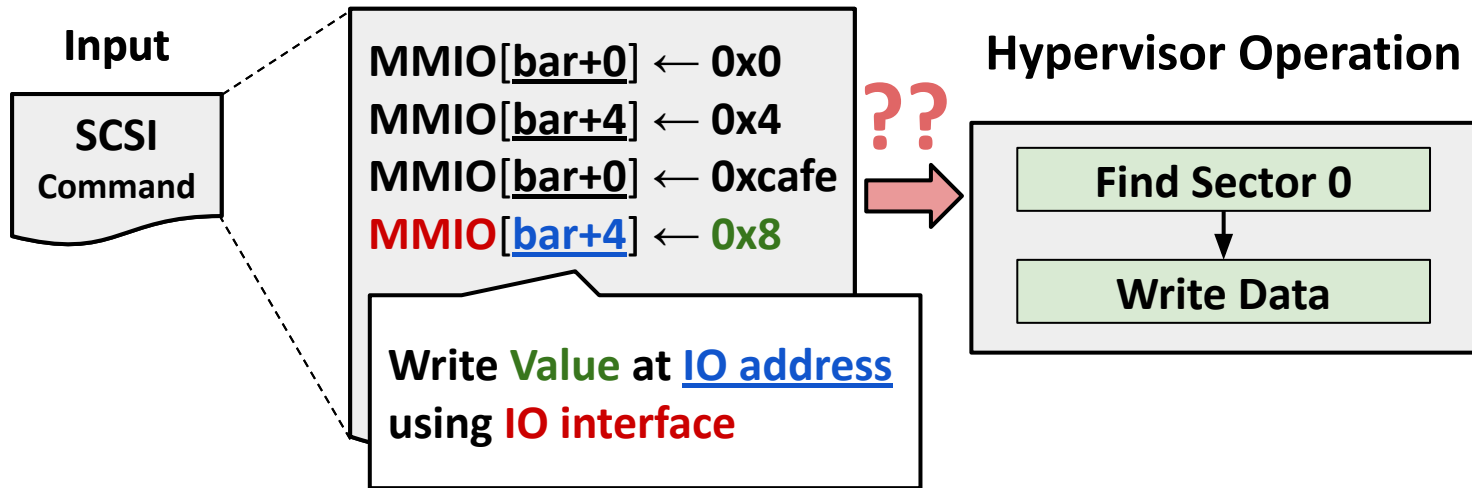 Input
SCSI
Command
MMIO[bar+0] ← 0x0
MMIO[bar+4] ← 0x4
MMIO[bar+0] ← 0xcafe
MMIO[bar+4] ← 0x8
Write Value at IO address
using IO interface
??
Hypervisor Operation
Find Sector 0
Write Data